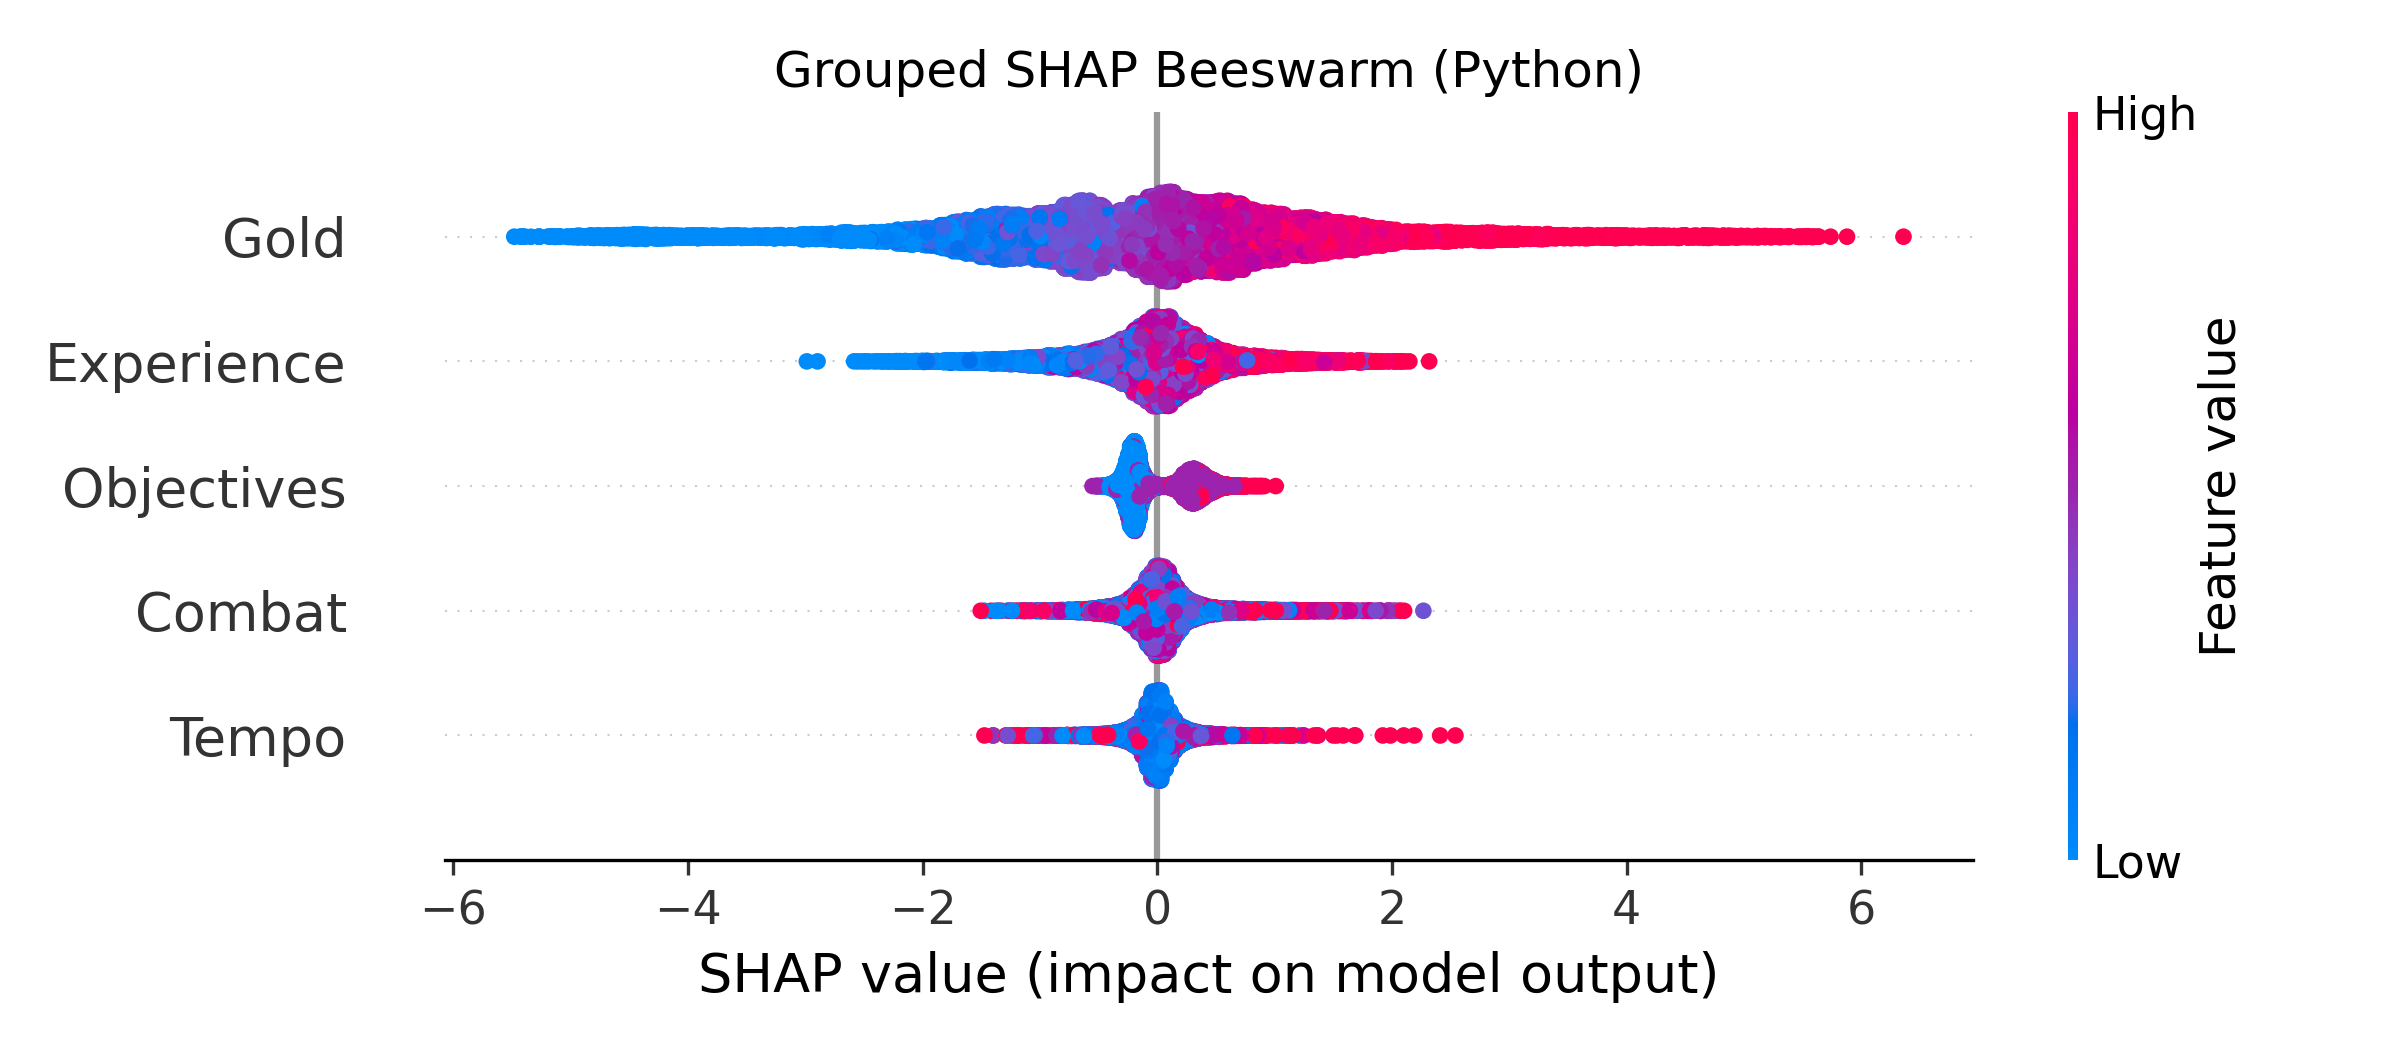 Grouped SHAP Beeswarm (Python)
High
Gold
Experience
Objectives
Combat
Tempo
Feature value
Low
−6 −4 −2 0 2 4 6
SHAP value (impact on model output)